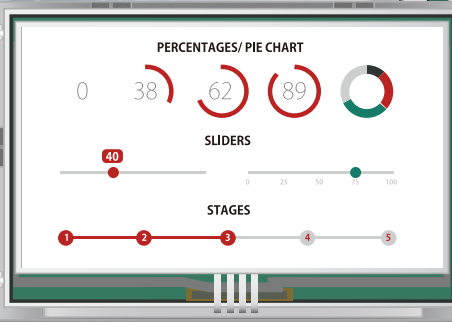 PERCENTAGES/ PIE CHART
0 38 62 89
SLIDERS
40
0 25 50 75 100
STAGES
1 2 3 4 5